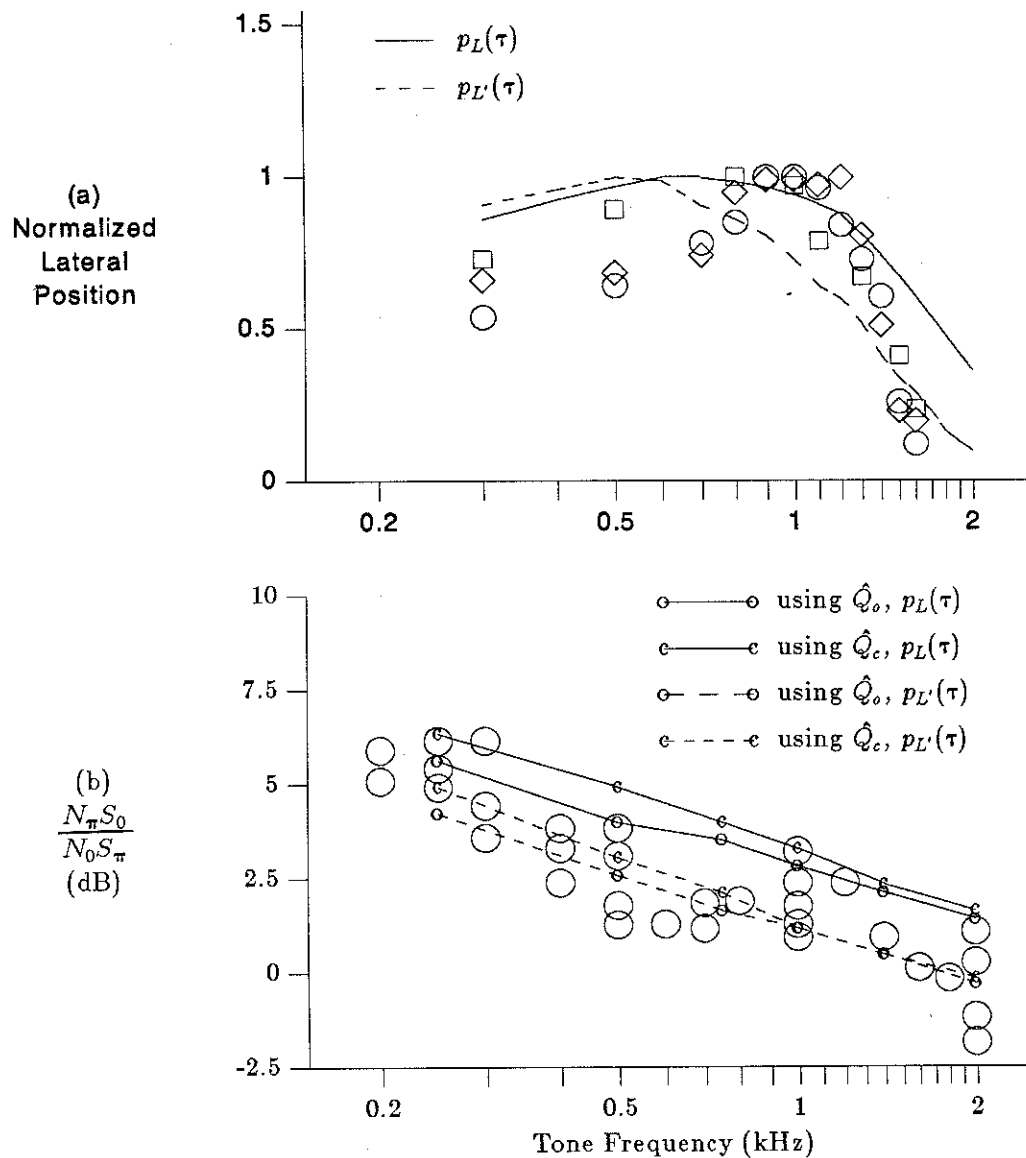 1.5
p_L(τ)
p_L'(τ)
(a)
Normalized
Lateral
Position
1
0.5
0
0.2
0.5
1
2
10
using Q̂_o, p_L(τ)
using Q̂_c, p_L(τ)
using Q̂_o, p_L'(τ)
using Q̂_c, p_L'(τ)
7.5
(b)
N_π S_0
N_0 S_π
(dB)
5
2.5
0
-2.5
0.2
0.5
1
2
Tone Frequency (kHz)